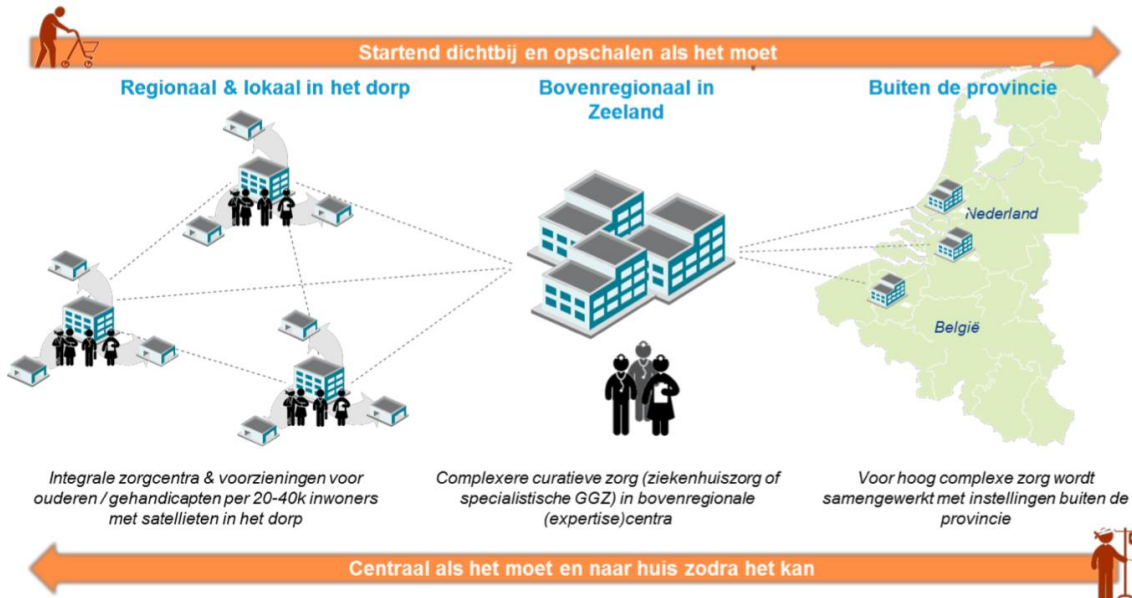 Startend dichtbij en opschalen als het moet
Regionaal & lokaal in het dorp
Bovenregionaal in
Zeeland
Buiten de provincie
Nederland
België
Integrale zorgcentra & voorzieningen voor
ouderen / gehandicapten per 20-40k inwoners
met satellieten in het dorp
Complexere curatieve zorg (ziekenhuiszorg of
specialistische GGZ) in bovenregionale
(expertise)centra
Voor hoog complexe zorg wordt
samengewerkt met instellingen buiten de
provincie
Centraal als het moet en naar huis zodra het kan